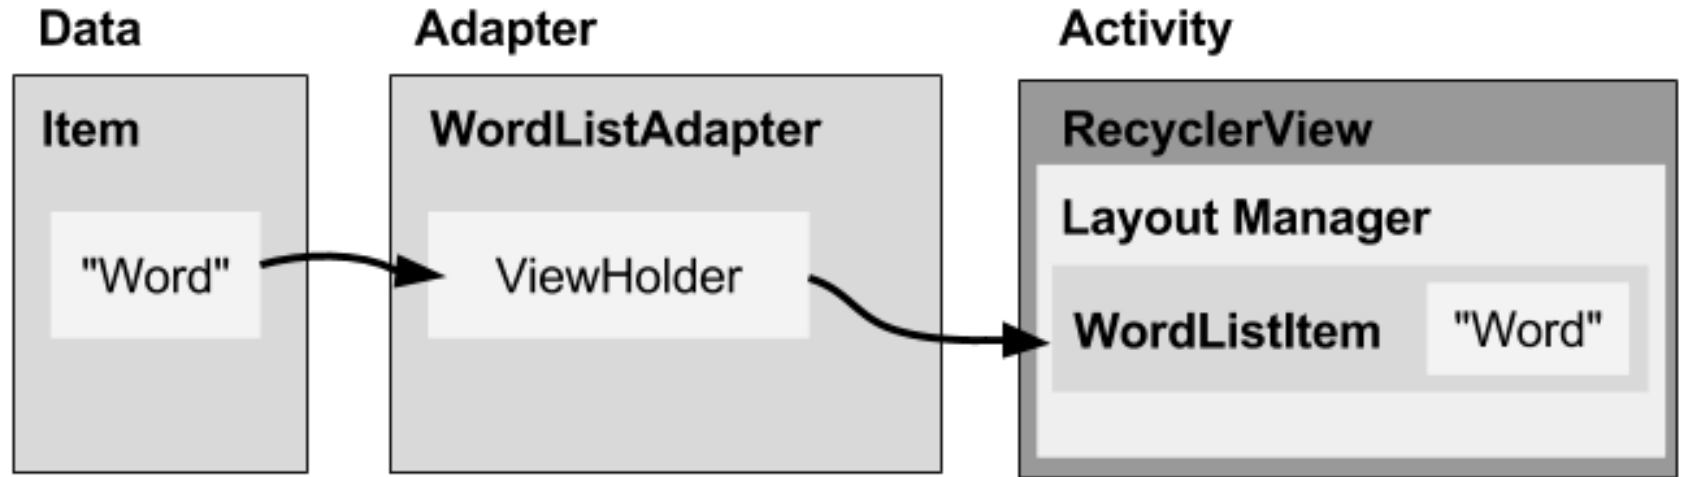 Data
Item
"Word"
Adapter
WordListAdapter
ViewHolder
Activity
RecyclerView
Layout Manager
WordListItem "Word"